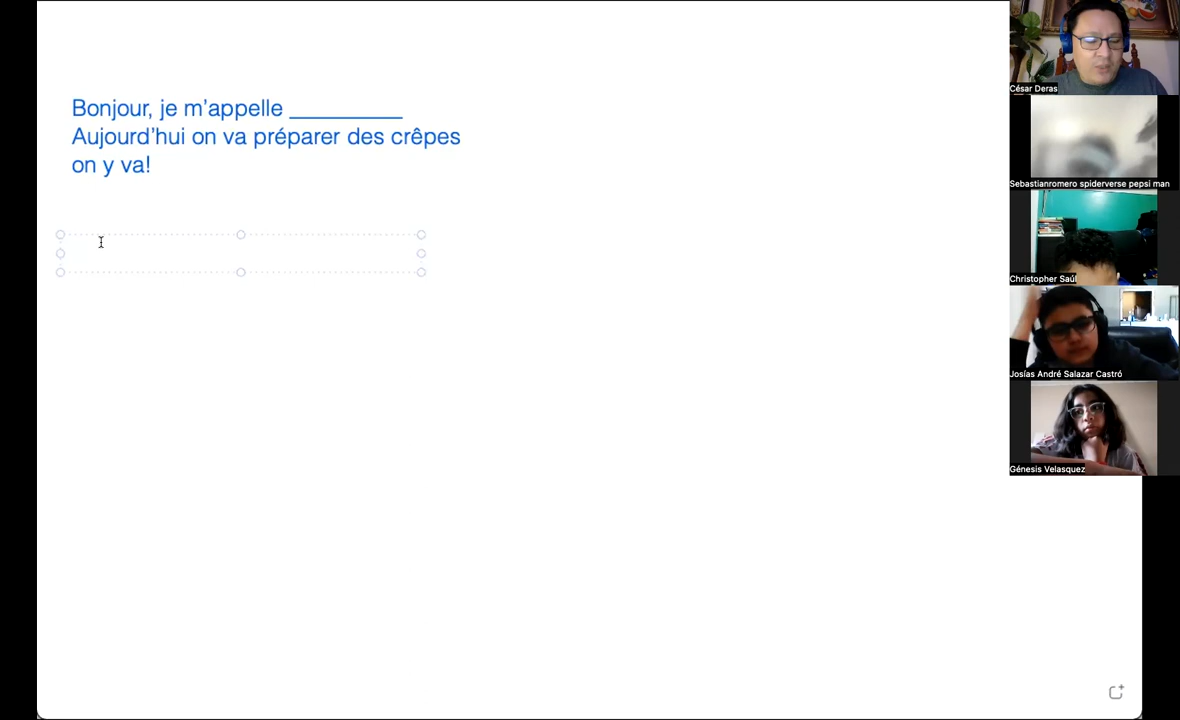 Bonjour, je m'appelle __________
Aujourd'hui on va préparer des crêpes
on y va!
César Deras
Sebastianromero spiderverse pepsi man
Christopher Saúl
Josías André Salazar Castró
Génesis Velasquez